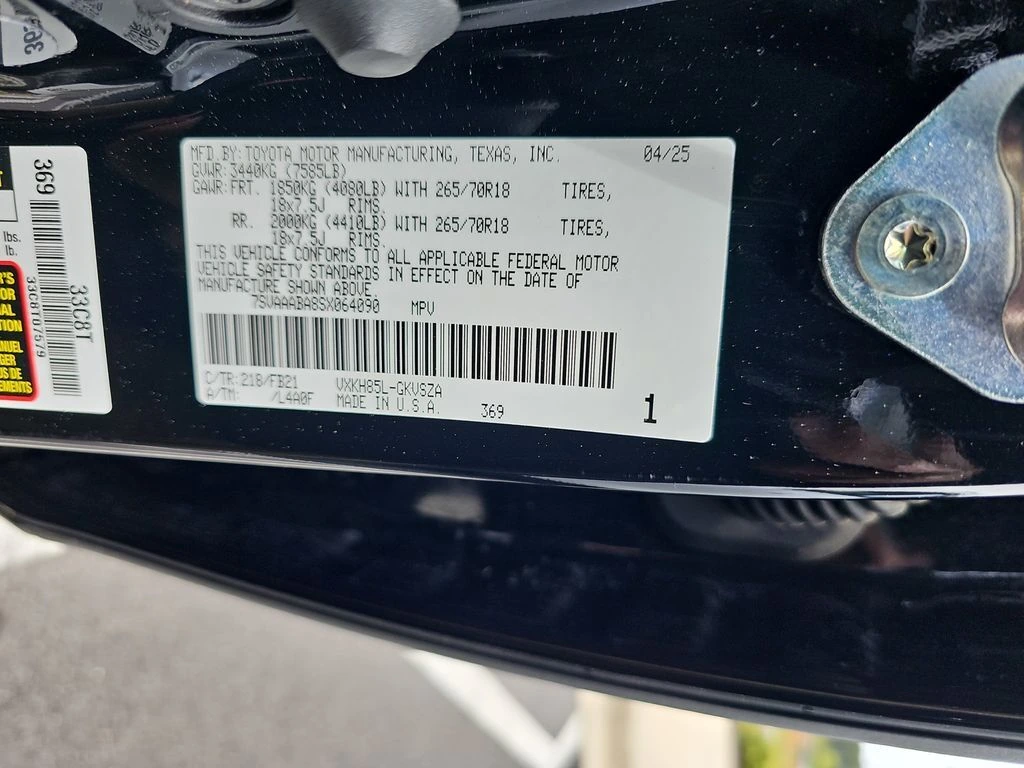 MFD.BY:TOYOTA MOTOR MANUFACTURING, TEXAS, INC. 04/25
GVWR:3440KG (7585LB)
GAWR:FRT. 1850KG (4080LB) WITH 265/70R18 TIRES,
18x7.5J RIMS.
RR. 2000KG (4410LB) WITH 265/70R18 TIRES,
18x7.5J RIMS.
THIS VEHICLE CONFORMS TO ALL APPLICABLE FEDERAL MOTOR
VEHICLE SAFETY STANDARDS IN EFFECT ON THE DATE OF
MANUFACTURE SHOWN ABOVE.
7SVAAABA8SX064090 MPV
C/TR:218/FB21 VXKH85L-GKVSZA
A/TM: /L4A0F MADE IN U.S.A. 369 1
369
33C8T
33C8T07579
lbs.
lb.